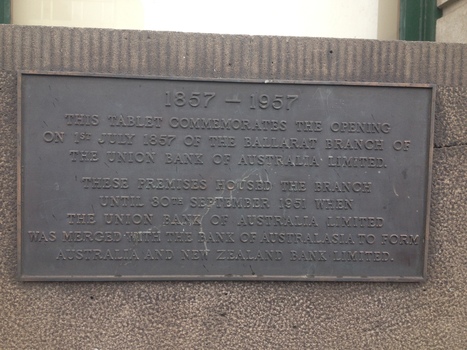 1857 – 1957
THIS TABLET COMMEMORATES THE OPENING
ON 1ST JULY 1857 OF THE BALLARAT BRANCH OF
THE UNION BANK OF AUSTRALIA LIMITED.
THESE PREMISES HOUSED THE BRANCH
UNTIL 30TH SEPTEMBER 1951 WHEN
THE UNION BANK OF AUSTRALIA LIMITED
WAS MERGED WITH THE BANK OF AUSTRALASIA TO FORM
AUSTRALIA AND NEW ZEALAND BANK LIMITED.